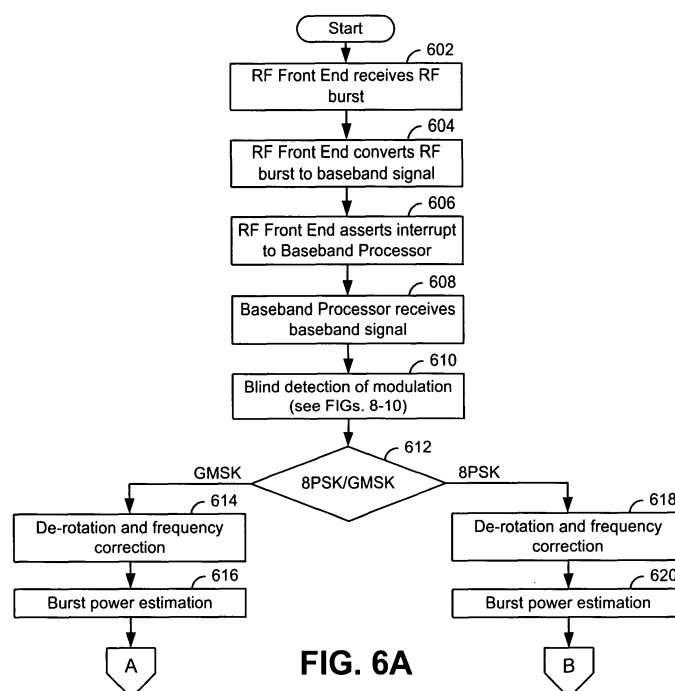 Start
602
RF Front End receives RF
burst
604
RF Front End converts RF
burst to baseband signal
606
RF Front End asserts interrupt
to Baseband Processor
608
Baseband Processor receives
baseband signal
610
Blind detection of modulation
(see FIGs. 8-10)
612
GMSK
8PSK/GMSK
8PSK
614
De-rotation and frequency
correction
616
Burst power estimation
A
618
De-rotation and frequency
correction
620
Burst power estimation
B
FIG. 6A